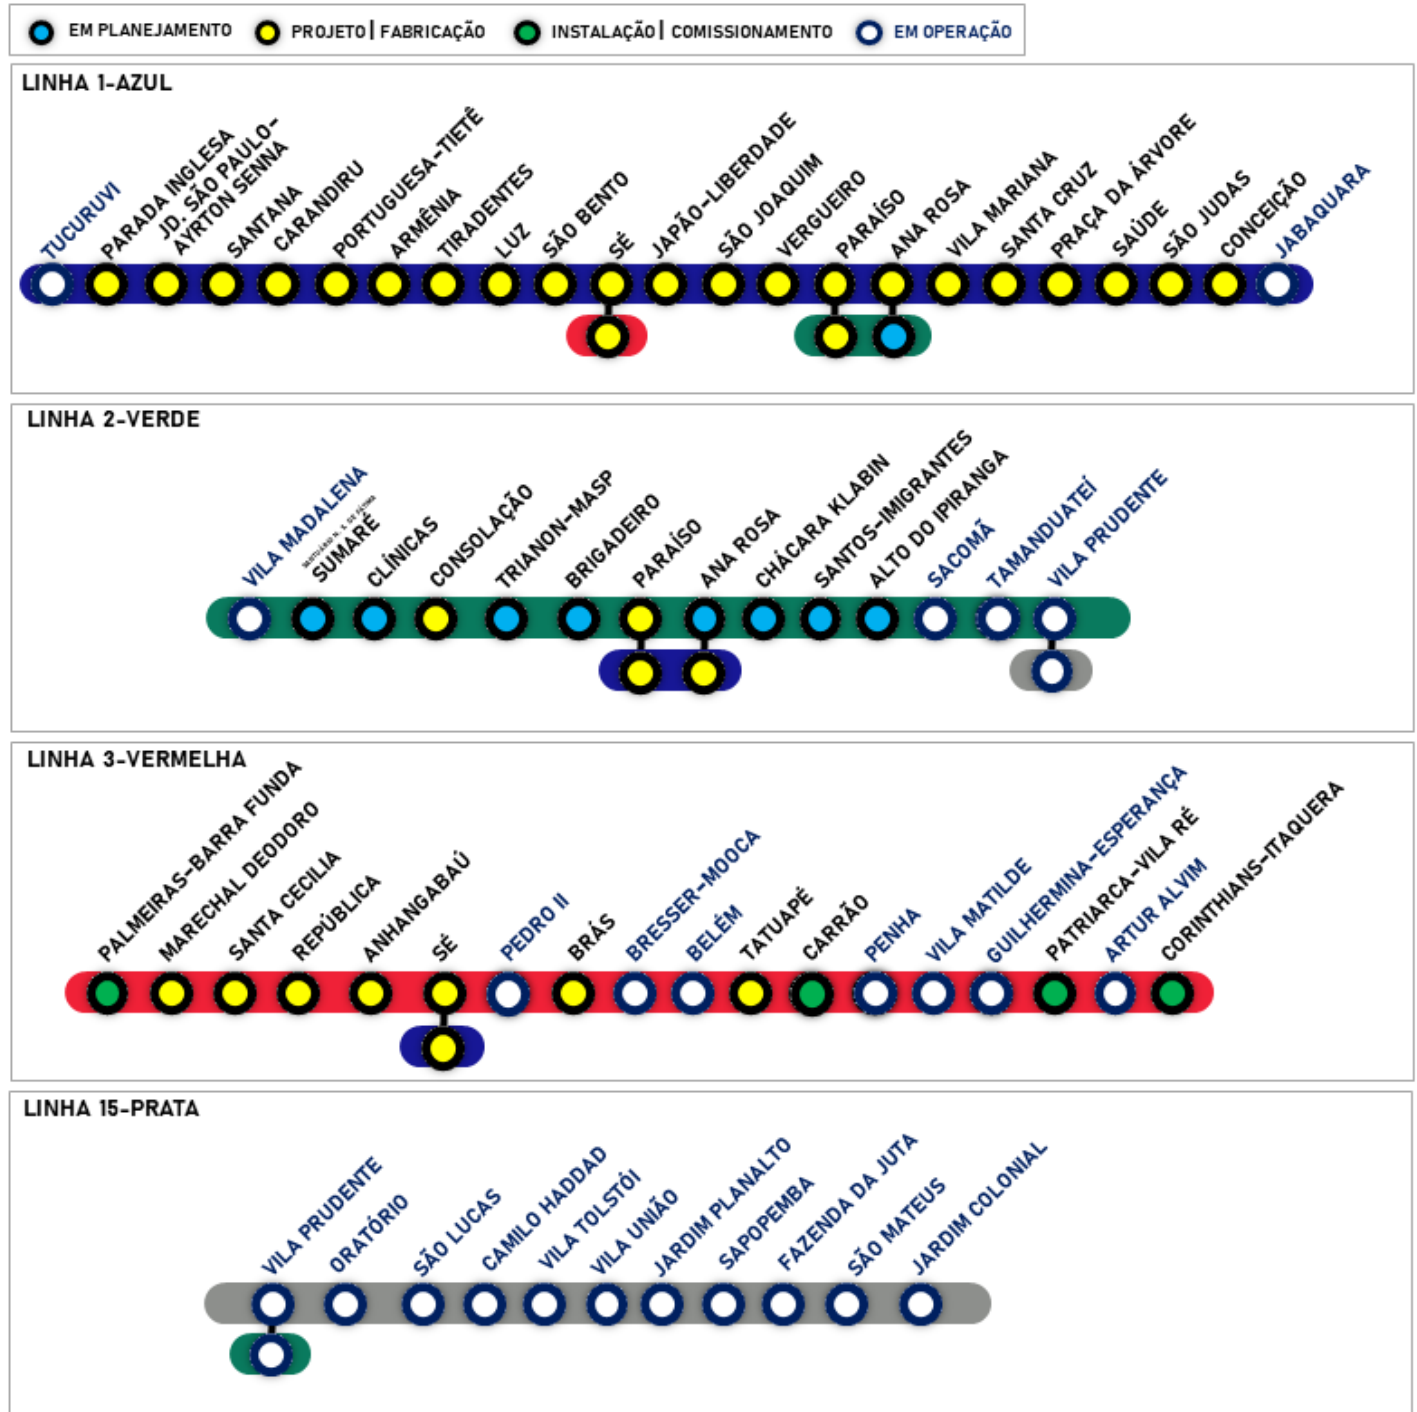 EM PLANEJAMENTO
PROJETO | FABRICAÇÃO
INSTALAÇÃO | COMISSIONAMENTO
EM OPERAÇÃO
LINHA 1-AZUL
TUCURUVI
PARADA INGLESA
JD. SÃO PAULO-
AYRTON SENNA
SANTANA
CARANDIRU
PORTUGUESA-TIETÊ
ARMÊNIA
TIRADENTES
LUZ
SÃO BENTO
SÉ
JAPÃO-LIBERDADE
SÃO JOAQUIM
VERGUEIRO
PARAÍSO
ANA ROSA
VILA MARIANA
SANTA CRUZ
PRAÇA DA ÁRVORE
SAÚDE
SÃO JUDAS
CONCEIÇÃO
JABAQUARA
LINHA 2-VERDE
VILA MADALENA
SANTUÁRIO N. S. DE FÁTIMA
SUMARÉ
CLÍNICAS
CONSOLAÇÃO
TRIANON-MASP
BRIGADEIRO
PARAÍSO
ANA ROSA
CHÁCARA KLABIN
SANTOS-IMIGRANTES
ALTO DO IPIRANGA
SACOMÃ
TAMANDUATEÍ
VILA PRUDENTE
LINHA 3-VERMELHA
PALMEIRAS-BARRA FUNDA
MARECHAL DEODORO
SANTA CECILIA
REPÚBLICA
ANHANGABAÚ
SÉ
PEDRO II
BRÁS
BRESSER-MOOCA
BELÉM
TATUAPÉ
CARRÃO
PENHA
VILA MATILDE
GUILHERMINA-ESPERANÇA
PATRIARCA-VILA RÉ
ARTUR ALVIM
CORINTHIANS-ITAQUERA
LINHA 15-PRATA
VILA PRUDENTE
ORATÓRIO
SÃO LUCAS
CAMILO HADDAD
VILA TOLSTÓI
VILA UNIÃO
JARDIM PLANALTO
SAPOPEMBA
FAZENDA DA JUTA
SÃO MATEUS
JARDIM COLONIAL